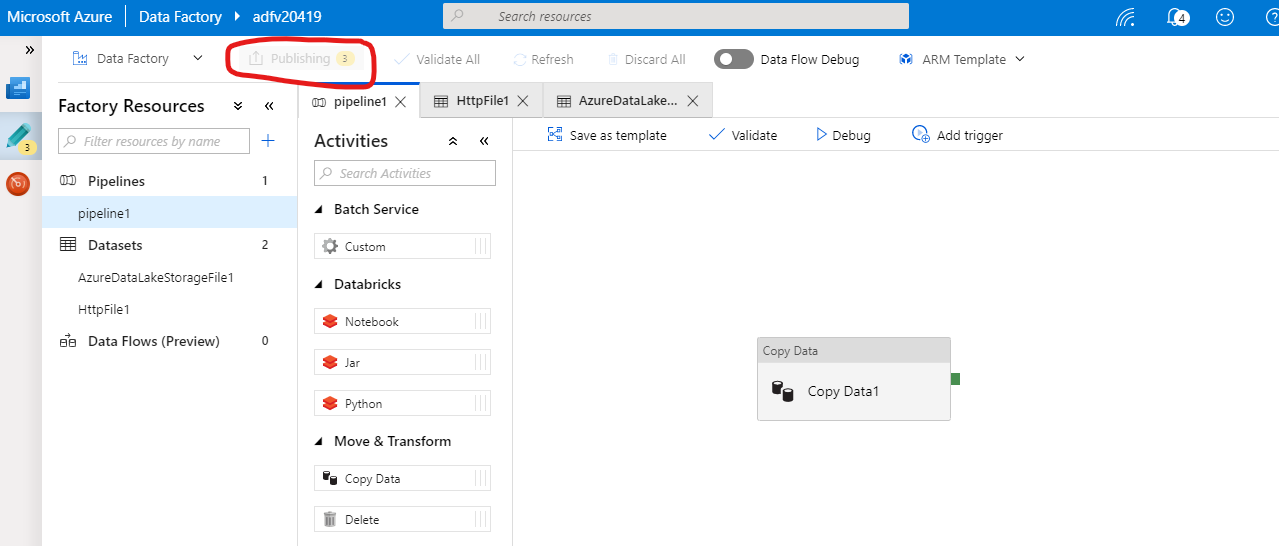 Microsoft Azure Data Factory adfv20419 Search resources 4
Data Factory Publishing 3 Validate All Refresh Discard All Data Flow Debug ARM Template
Factory Resources
Filter resources by name
3
Pipelines 1
pipeline1
Datasets 2
AzureDataLakeStorageFile1
HttpFile1
Data Flows (Preview) 0
pipeline1 HttpFile1 AzureDataLake...
Activities
Search Activities
Batch Service
Custom
Databricks
Notebook
Jar
Python
Move & Transform
Copy Data
Delete
Save as template Validate Debug Add trigger
Copy Data
Copy Data1